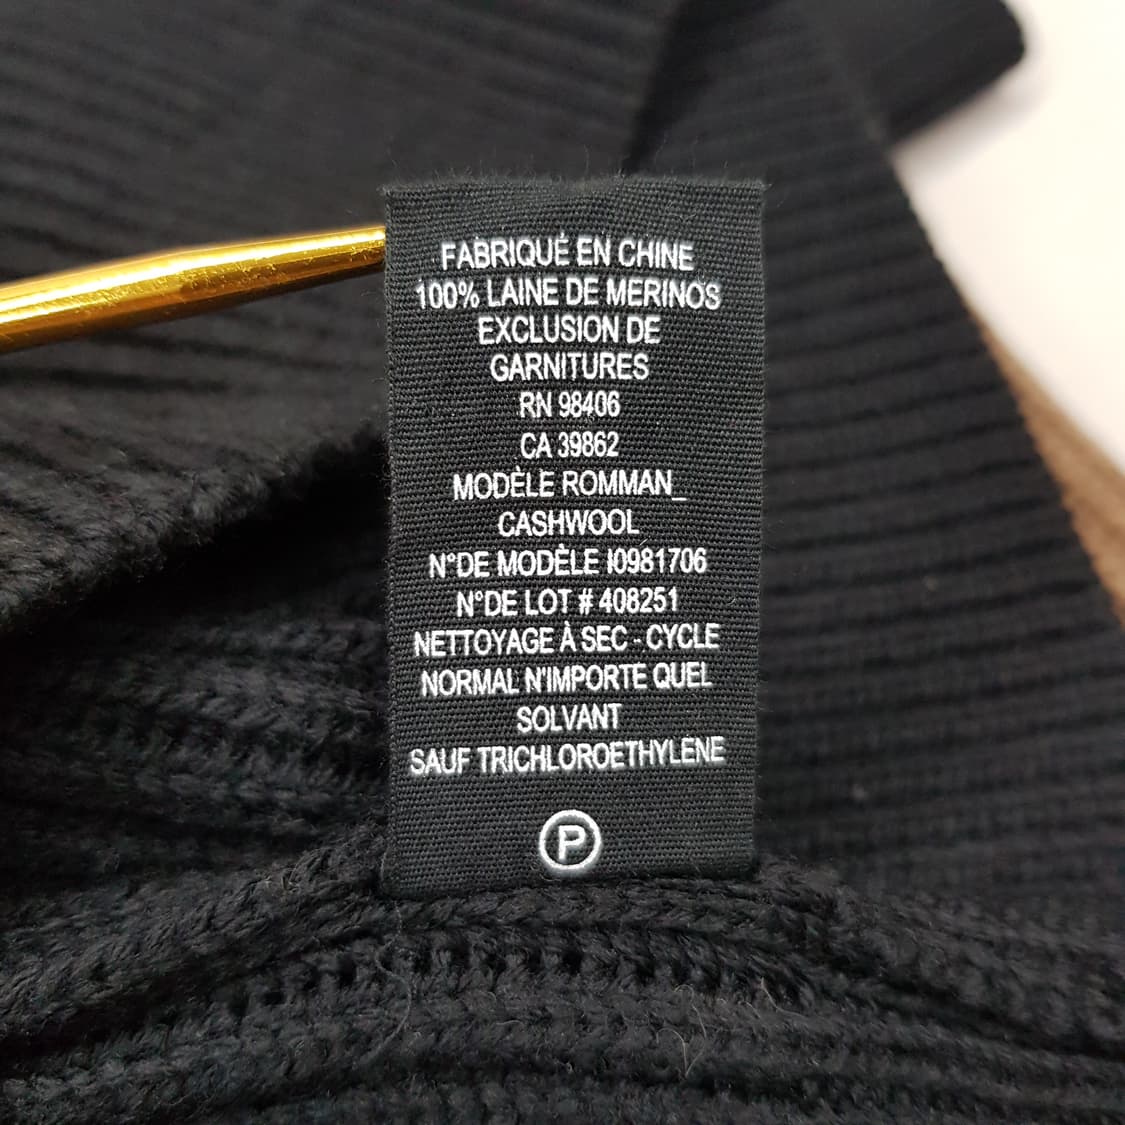 FABRIQUÉ EN CHINE
100% LAINE DE MERINOS
EXCLUSION DE
GARNITURES
RN 98406
CA 39862
MODÈLE ROMMAN_
CASHWOOL
N°DE MODÈLE I0981706
N°DE LOT # 408251
NETTOYAGE À SEC - CYCLE
NORMAL N'IMPORTE QUEL
SOLVANT
SAUF TRICHLOROETHYLENE
P